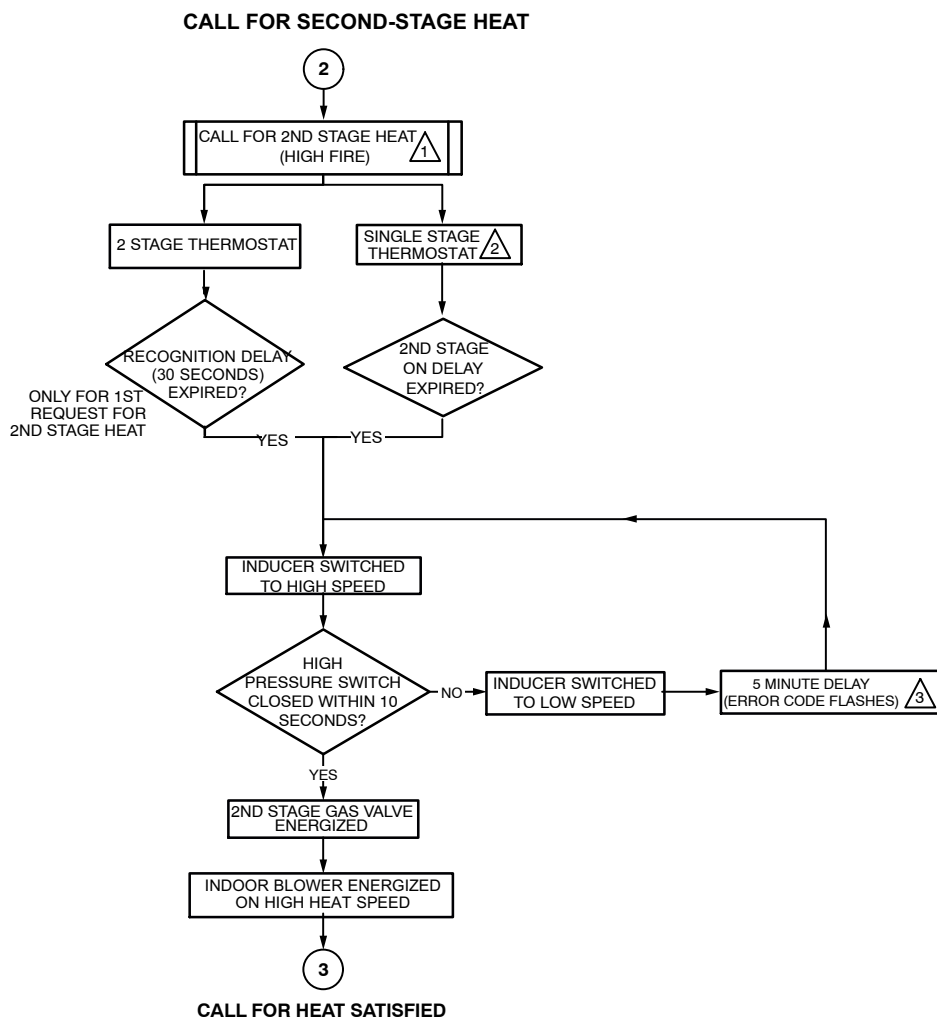 CALL FOR SECOND-STAGE HEAT
2
CALL FOR 2ND STAGE HEAT
(HIGH FIRE)
1
2 STAGE THERMOSTAT
SINGLE STAGE
THERMOSTAT
2
RECOGNITION DELAY
(30 SECONDS)
EXPIRED?
ONLY FOR 1ST
REQUEST FOR
2ND STAGE HEAT
2ND STAGE
ON DELAY
EXPIRED?
YES
YES
INDUCER SWITCHED
TO HIGH SPEED
HIGH
PRESSURE SWITCH
CLOSED WITHIN 10
SECONDS?
NO
INDUCER SWITCHED
TO LOW SPEED
5 MINUTE DELAY
(ERROR CODE FLASHES)
3
YES
2ND STAGE GAS VALVE
ENERGIZED
INDOOR BLOWER ENERGIZED
ON HIGH HEAT SPEED
3
CALL FOR HEAT SATISFIED